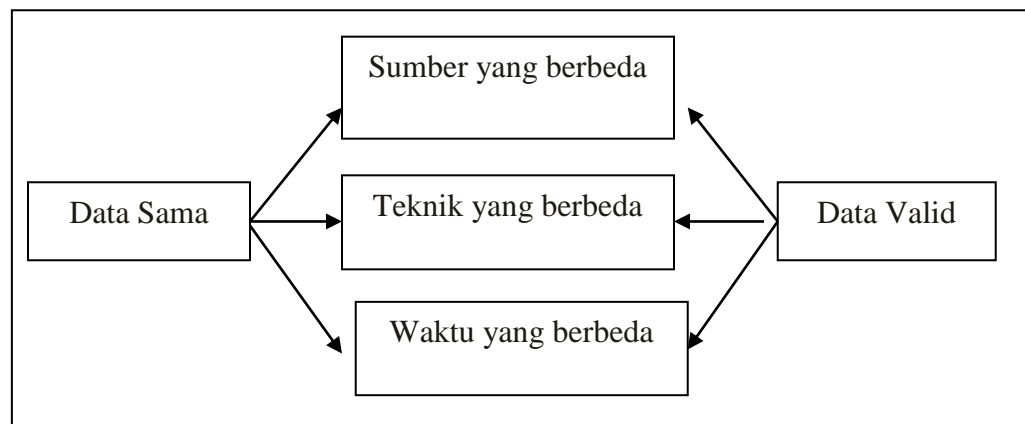 Sumber yang berbeda
Data Sama
Teknik yang berbeda
Data Valid
Waktu yang berbeda